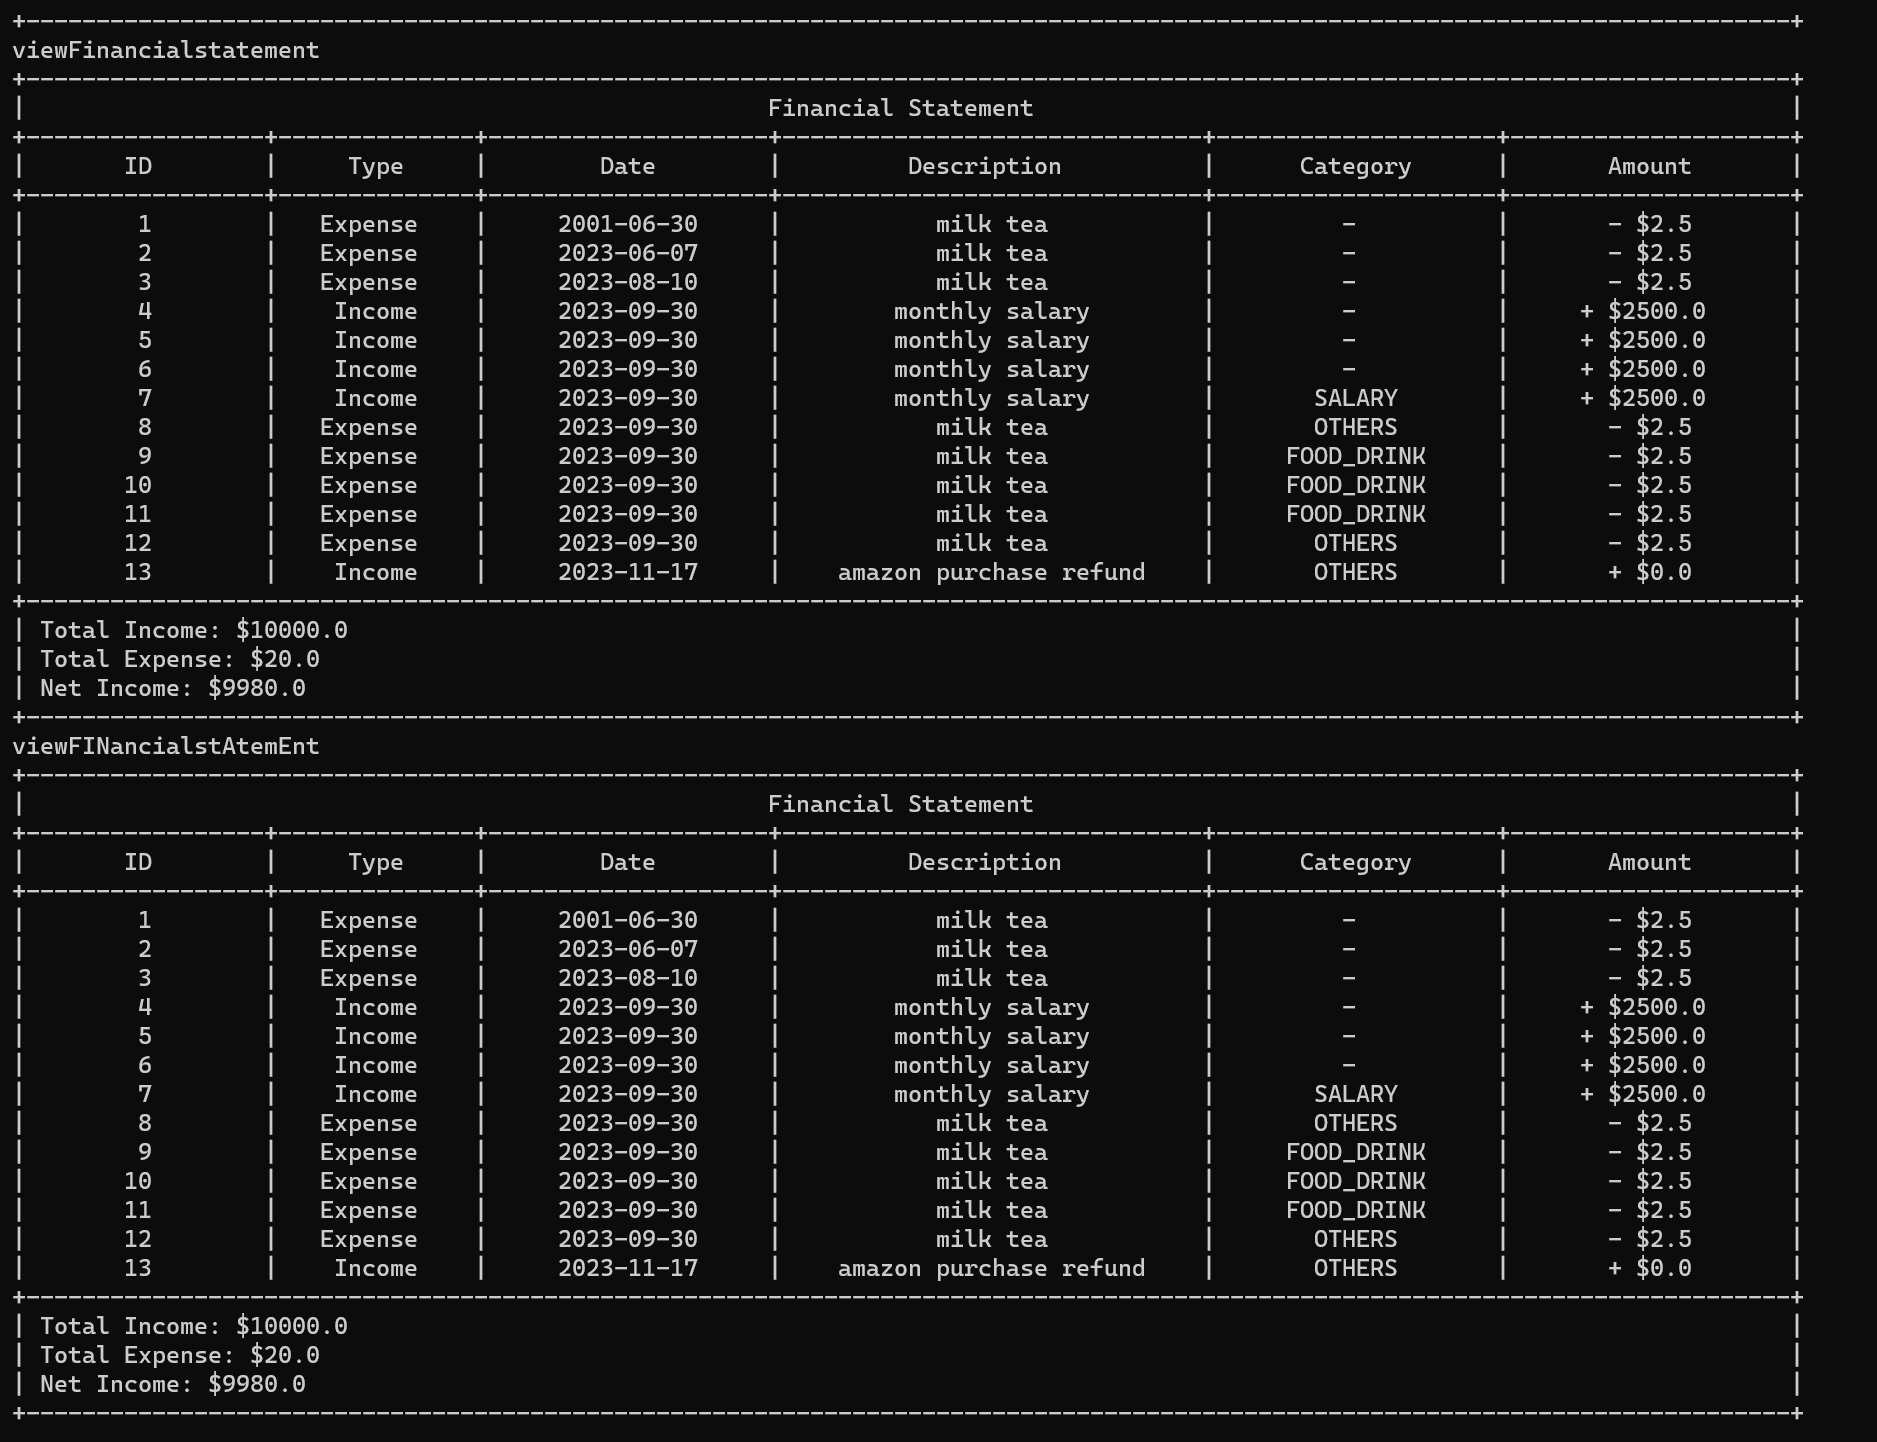 +------------------------------------------------------------------------------------------------------------------------------+
viewFinancialstatement
+------------------------------------------------------------------------------------------------------------------------------+
|                                                     Financial Statement                                                      |
+-----------------+--------------+--------------------+------------------------------+--------------------+--------------------+
|       ID        |     Type     |        Date        |         Description          |      Category      |       Amount       |
+-----------------+--------------+--------------------+------------------------------+--------------------+--------------------+
|        1        |   Expense    |     2001-06-30     |           milk tea           |         -          |       - $2.5       |
|        2        |   Expense    |     2023-06-07     |           milk tea           |         -          |       - $2.5       |
|        3        |   Expense    |     2023-08-10     |           milk tea           |         -          |       - $2.5       |
|        4        |    Income    |     2023-09-30     |        monthly salary        |         -          |     + $2500.0      |
|        5        |    Income    |     2023-09-30     |        monthly salary        |         -          |     + $2500.0      |
|        6        |    Income    |     2023-09-30     |        monthly salary        |         -          |     + $2500.0      |
|        7        |    Income    |     2023-09-30     |        monthly salary        |       SALARY       |     + $2500.0      |
|        8        |   Expense    |     2023-09-30     |           milk tea           |       OTHERS       |       - $2.5       |
|        9        |   Expense    |     2023-09-30     |           milk tea           |     FOOD_DRINK     |       - $2.5       |
|       10        |   Expense    |     2023-09-30     |           milk tea           |     FOOD_DRINK     |       - $2.5       |
|       11        |   Expense    |     2023-09-30     |           milk tea           |     FOOD_DRINK     |       - $2.5       |
|       12        |   Expense    |     2023-09-30     |           milk tea           |       OTHERS       |       - $2.5       |
|       13        |    Income    |     2023-11-17     |    amazon purchase refund    |       OTHERS       |       + $0.0       |
+------------------------------------------------------------------------------------------------------------------------------+
| Total Income: $10000.0                                                                                                       |
| Total Expense: $20.0                                                                                                         |
| Net Income: $9980.0                                                                                                          |
+------------------------------------------------------------------------------------------------------------------------------+
viewFINancialstAtemEnt
+------------------------------------------------------------------------------------------------------------------------------+
|                                                     Financial Statement                                                      |
+-----------------+--------------+--------------------+------------------------------+--------------------+--------------------+
|       ID        |     Type     |        Date        |         Description          |      Category      |       Amount       |
+-----------------+--------------+--------------------+------------------------------+--------------------+--------------------+
|        1        |   Expense    |     2001-06-30     |           milk tea           |         -          |       - $2.5       |
|        2        |   Expense    |     2023-06-07     |           milk tea           |         -          |       - $2.5       |
|        3        |   Expense    |     2023-08-10     |           milk tea           |         -          |       - $2.5       |
|        4        |    Income    |     2023-09-30     |        monthly salary        |         -          |     + $2500.0      |
|        5        |    Income    |     2023-09-30     |        monthly salary        |         -          |     + $2500.0      |
|        6        |    Income    |     2023-09-30     |        monthly salary        |         -          |     + $2500.0      |
|        7        |    Income    |     2023-09-30     |        monthly salary        |       SALARY       |     + $2500.0      |
|        8        |   Expense    |     2023-09-30     |           milk tea           |       OTHERS       |       - $2.5       |
|        9        |   Expense    |     2023-09-30     |           milk tea           |     FOOD_DRINK     |       - $2.5       |
|       10        |   Expense    |     2023-09-30     |           milk tea           |     FOOD_DRINK     |       - $2.5       |
|       11        |   Expense    |     2023-09-30     |           milk tea           |     FOOD_DRINK     |       - $2.5       |
|       12        |   Expense    |     2023-09-30     |           milk tea           |       OTHERS       |       - $2.5       |
|       13        |    Income    |     2023-11-17     |    amazon purchase refund    |       OTHERS       |       + $0.0       |
+------------------------------------------------------------------------------------------------------------------------------+
| Total Income: $10000.0                                                                                                       |
| Total Expense: $20.0                                                                                                         |
| Net Income: $9980.0                                                                                                          |
+------------------------------------------------------------------------------------------------------------------------------+